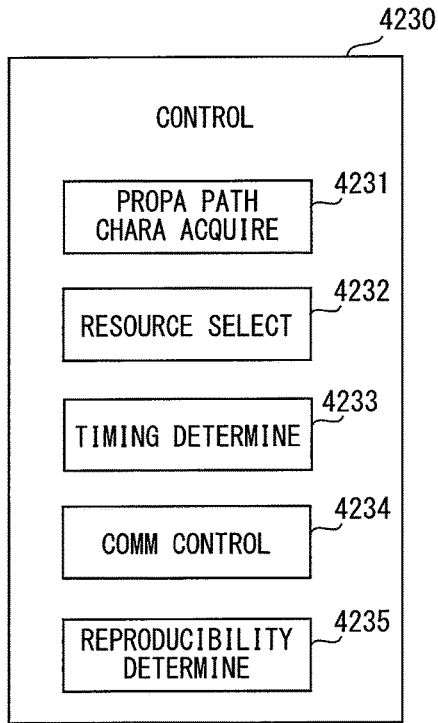 4230
CONTROL
4231
PROPA PATH
CHARA ACQUIRE
4232
RESOURCE SELECT
4233
TIMING DETERMINE
4234
COMM CONTROL
4235
REPRODUCIBILITY
DETERMINE